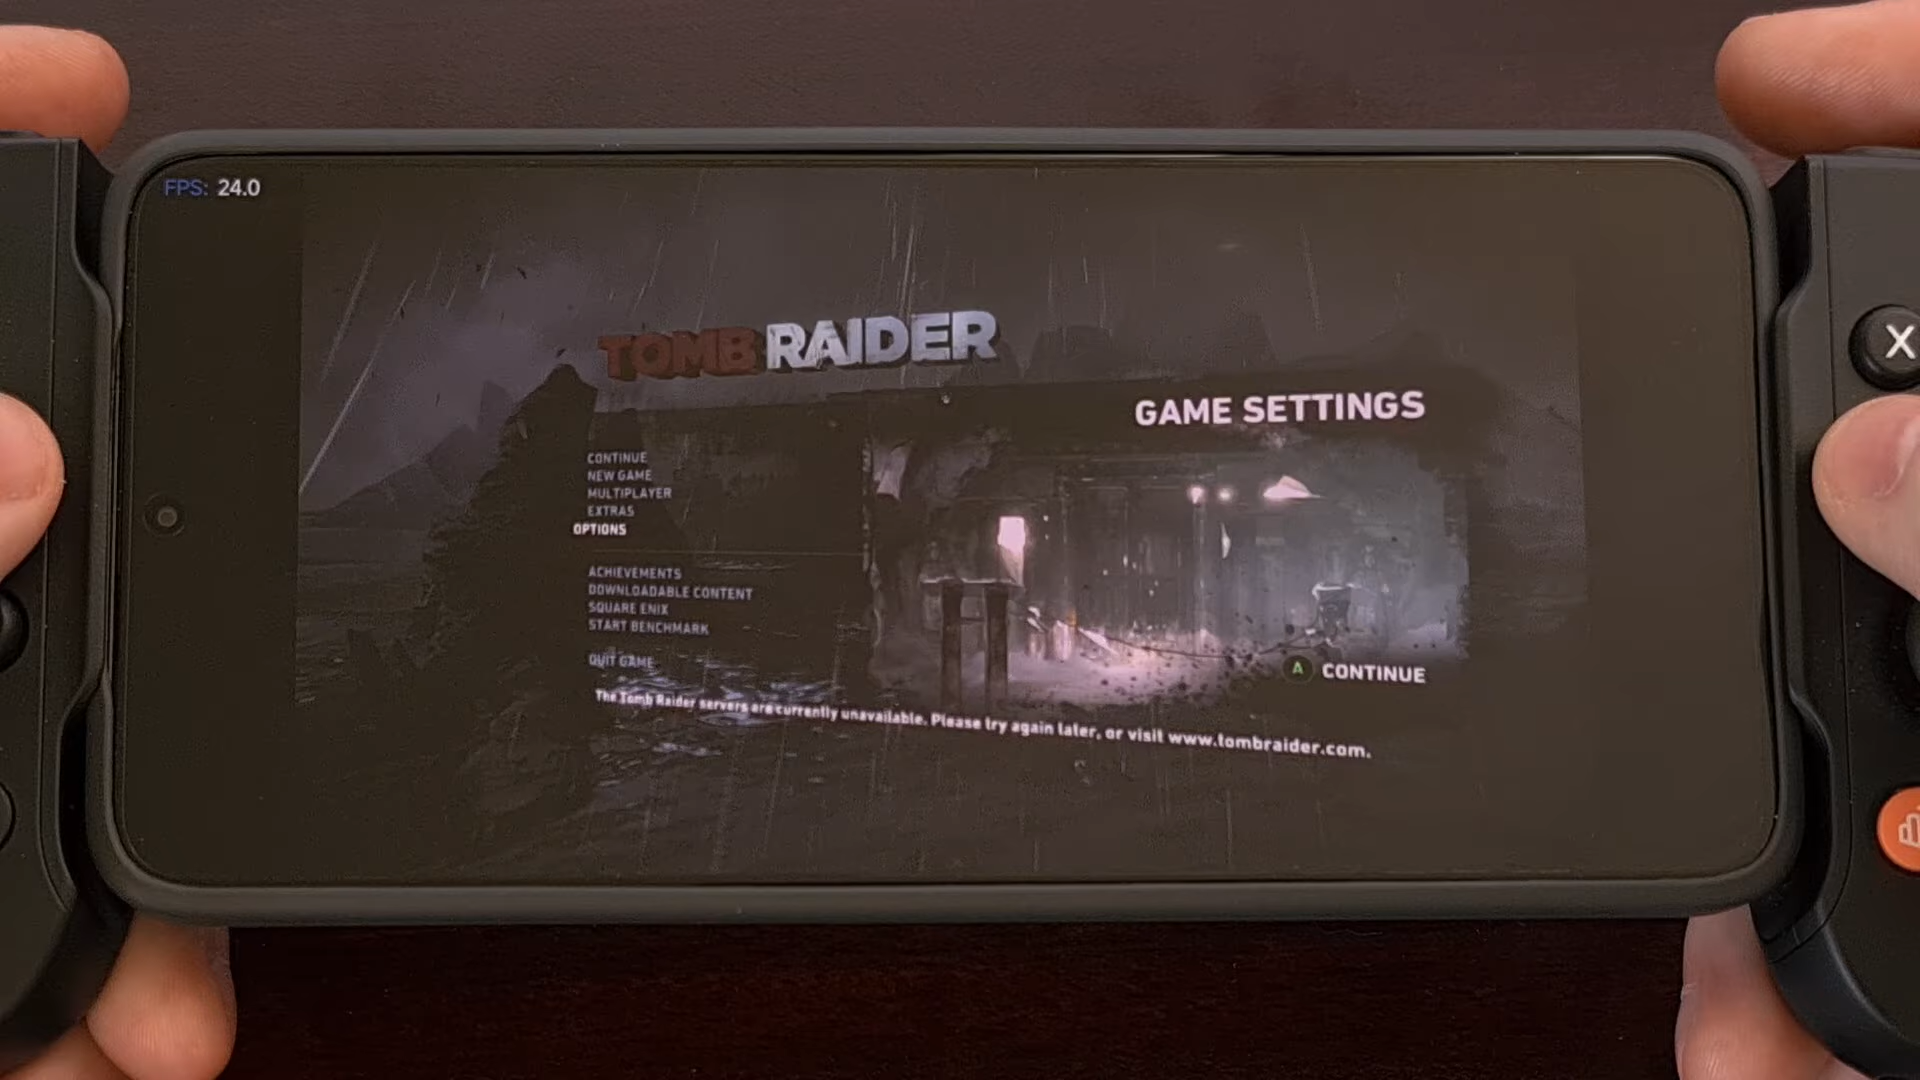 FPS: 24.0
TOMB RAIDER
GAME SETTINGS
CONTINUE
NEW GAME
MULTIPLAYER
EXTRAS
OPTIONS
ACHIEVEMENTS
DOWNLOADABLE CONTENT
SQUARE ENIX
START BENCHMARK
QUIT GAME
A CONTINUE
The Tomb Raider servers are currently unavailable. Please try again later, or visit www.tombraider.com.
X